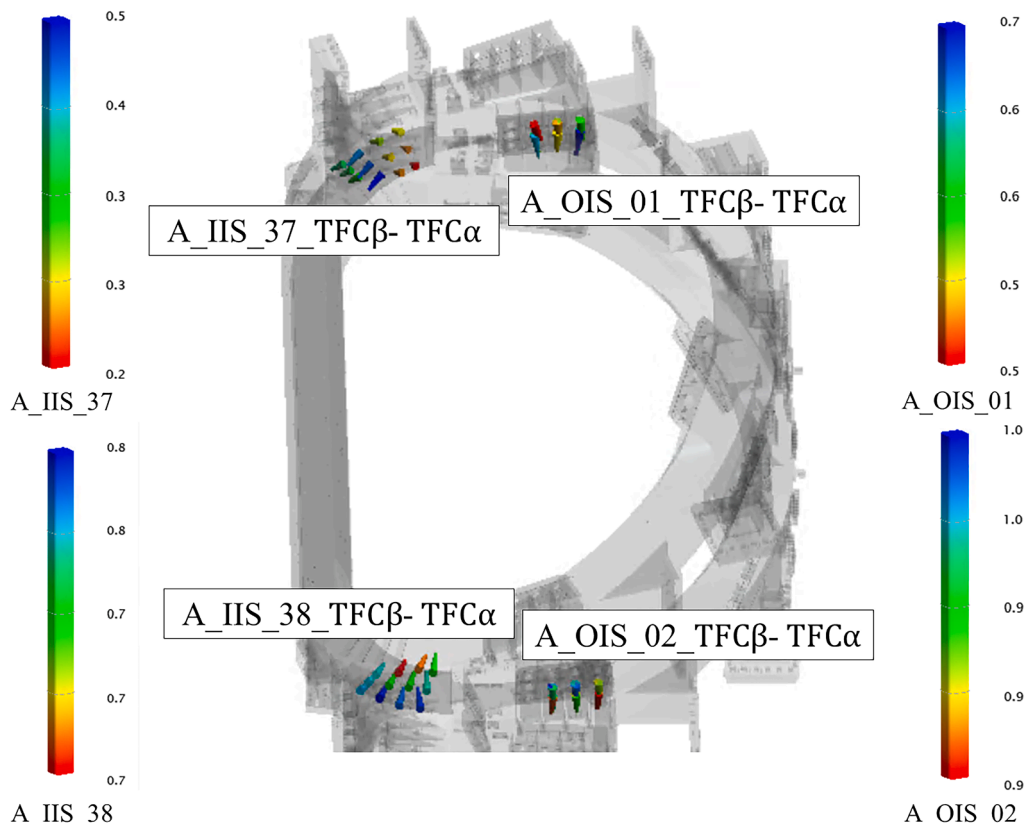 0.5
0.4
0.3
0.3
0.2
A_IIS_37
0.7
0.6
0.6
0.5
0.5
A_OIS_01
A_IIS_37_TFCβ- TFCα
A_OIS_01_TFCβ- TFCα
A_IIS_38_TFCβ- TFCα
A_OIS_02_TFCβ- TFCα
0.8
0.8
0.7
0.7
0.7
A_IIS_38
1.0
1.0
0.9
0.9
0.9
A_OIS_02